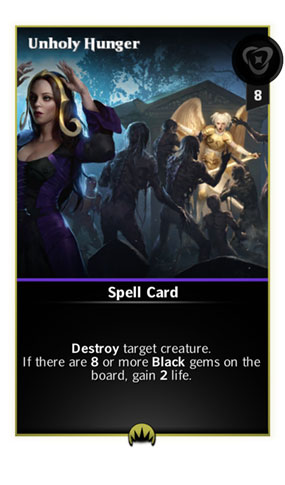 Unholy Hunger
8
Spell Card
Destroy target creature.
If there are 8 or more Black gems on the
board, gain 2 life.